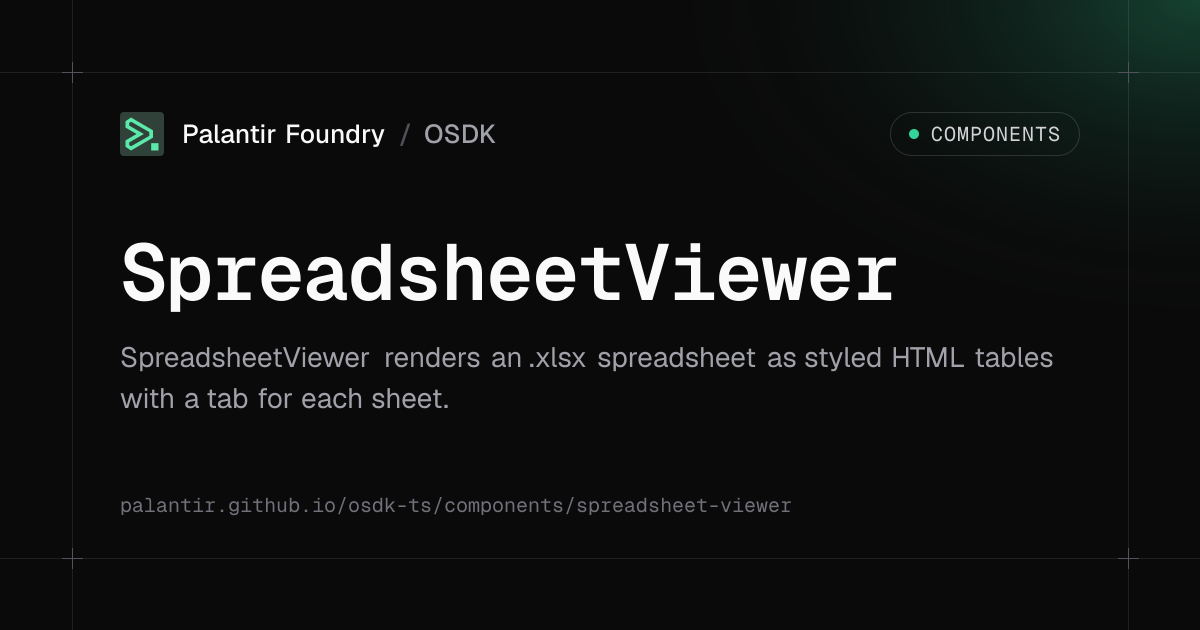 Palantir Foundry / OSDK
COMPONENTS
SpreadsheetViewer
SpreadsheetViewer renders an .xlsx spreadsheet as styled HTML tables
with a tab for each sheet.
palantir.github.io/osdk-ts/components/spreadsheet-viewer